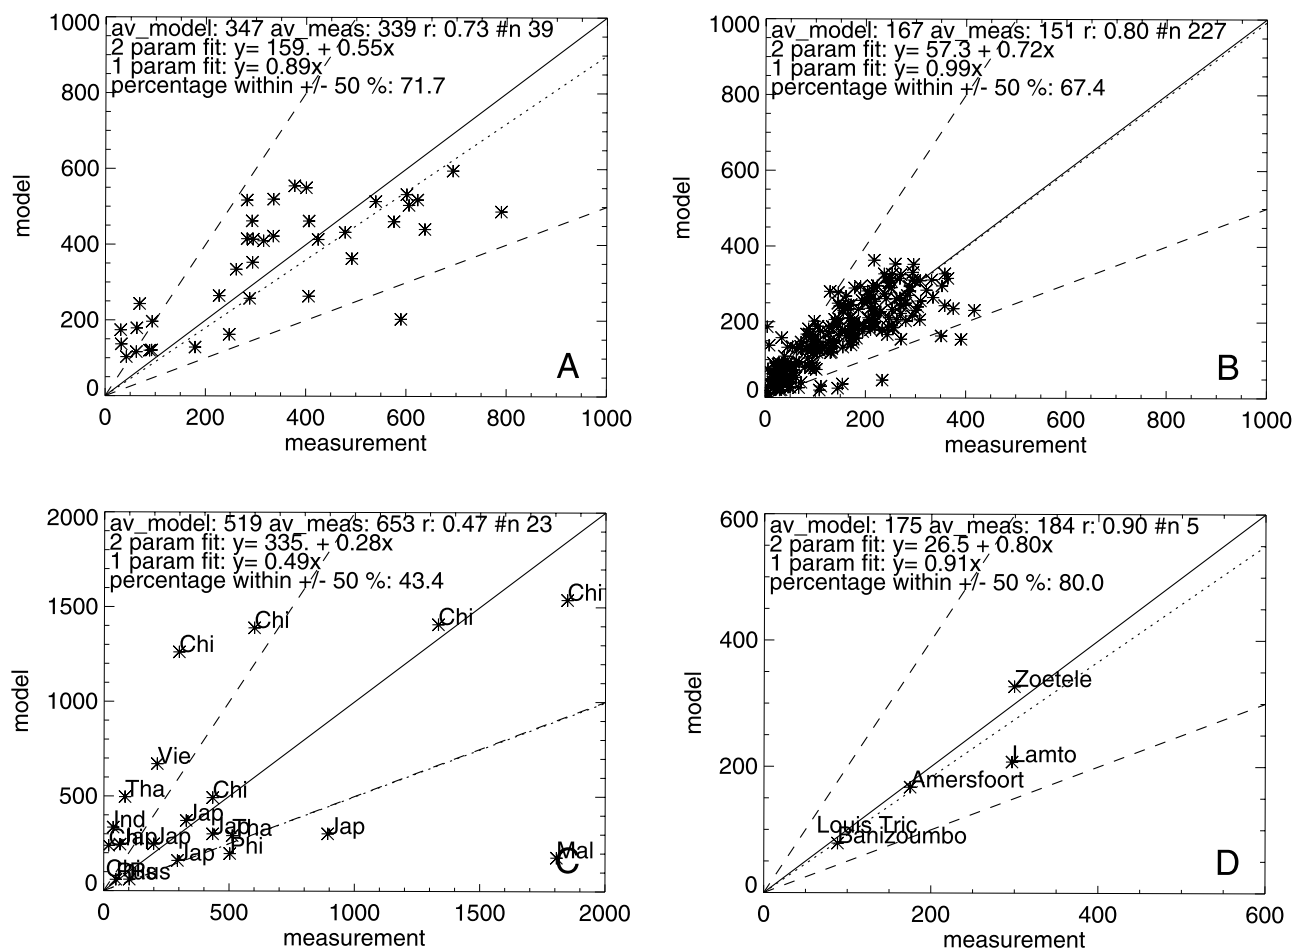 av_model: 347 av_meas: 339 r: 0.73 #n 39
2 param fit: y= 159. + 0.55x
1 param fit: y= 0.89x
percentage within +/- 50 %: 71.7
1000
800
600
400
200
0
model
A
0 200 400 600 800 1000
measurement
av_model: 167 av_meas: 151 r: 0.80 #n 227
2 param fit: y= 57.3 + 0.72x
1 param fit: y= 0.99x
percentage within +/- 50 %: 67.4
1000
800
600
400
200
0
model
B
0 200 400 600 800 1000
measurement
av_model: 519 av_meas: 653 r: 0.47 #n 23
2 param fit: y= 335. + 0.28x
1 param fit: y= 0.49x
percentage within +/- 50 %: 43.4
2000
1500
1000
500
0
model
Chi
Chi
Chi
Chi
Vie
Tha
Chi
Ind
Jap
Jap
Tha
Jap
Jap
Phi
Jap
Mal
C
0 500 1000 1500 2000
measurement
av_model: 175 av_meas: 184 r: 0.90 #n 5
2 param fit: y= 26.5 + 0.80x
1 param fit: y= 0.91x
percentage within +/- 50 %: 80.0
600
400
200
0
model
Zoetele
Lamto
Amersfoort
Louis Tric
Banizoumbo
D
0 200 400 600
measurement